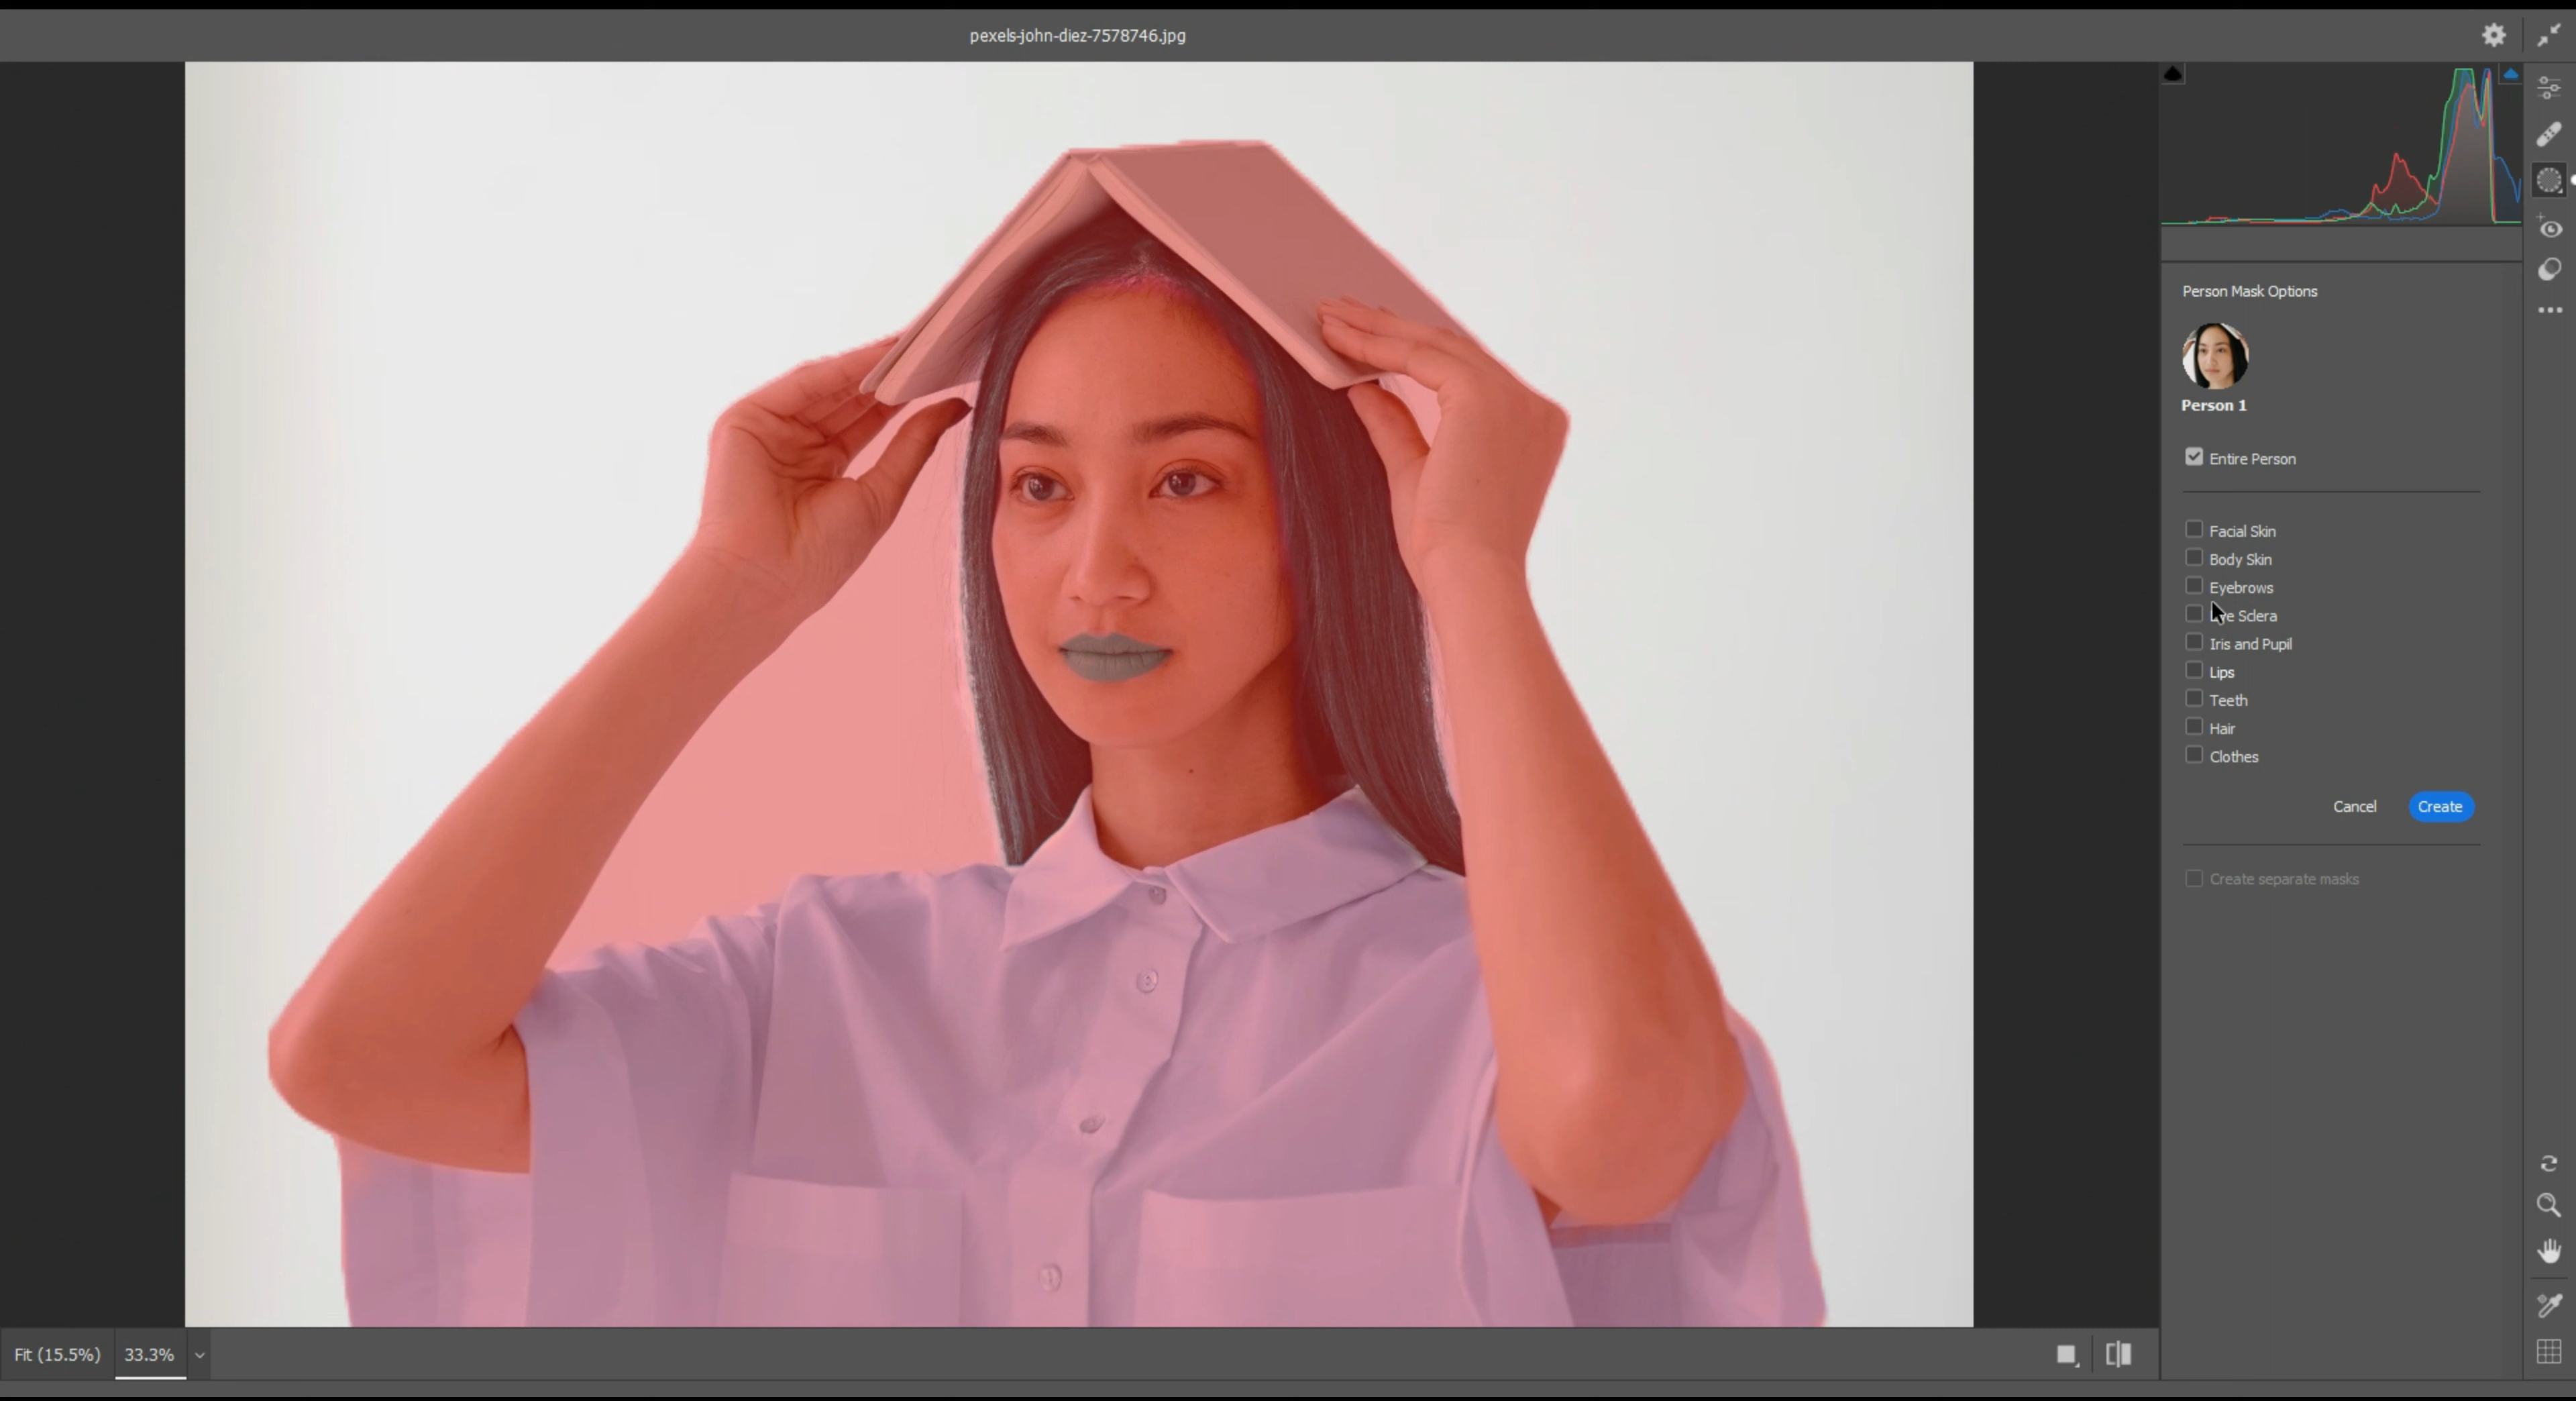 pexels-john-diez-7578746.jpg
Person Mask Options
Person 1
Entire Person
Facial Skin
Body Skin
Eyebrows
Sclera
Iris and Pupil
Lips
Teeth
Hair
Clothes
Cancel
Create
Create separate masks
Fit (15.5%)
33.3%